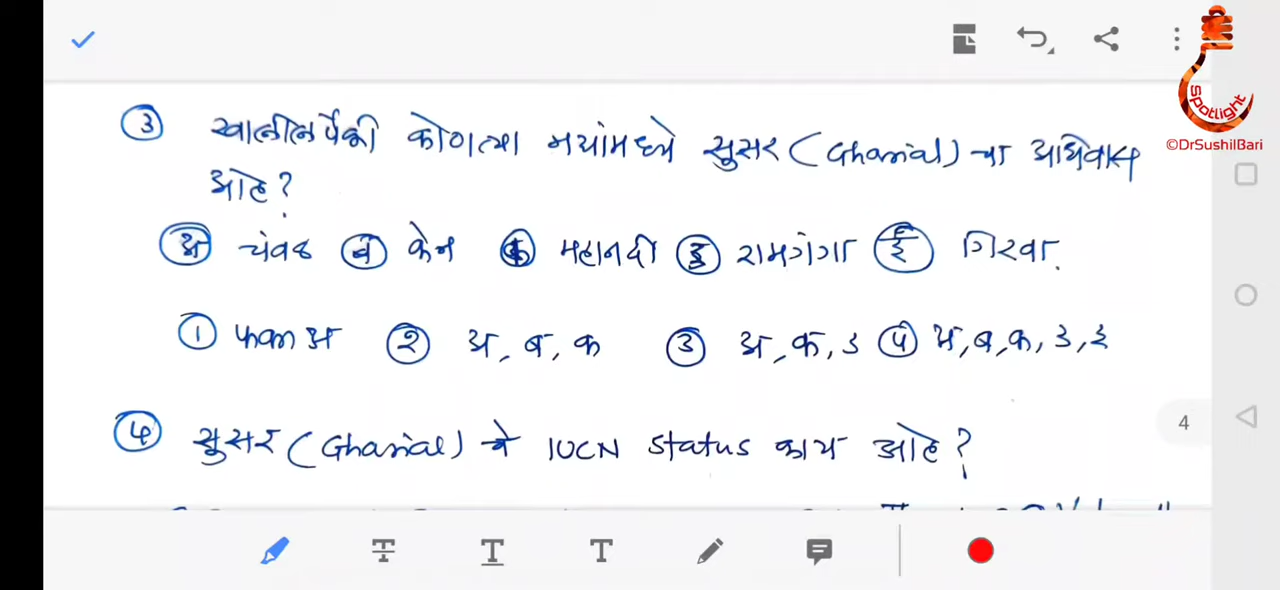 ③ खालीलपैकी कोणत्या नद्यांमध्ये सुसर (Gharial) चा अधिवास
आहे?
अ चंबळ ब केन क महानदी ड रामगंगा ई गिरवा.
① फक्त अ ② अ, ब, क ③ अ, क, ड ④ अ, ब, क, ड, ई
④ सुसर (Gharial) चे IUCN Status काय आहे?
4
Spotlight
©DrSushilBari
T T T